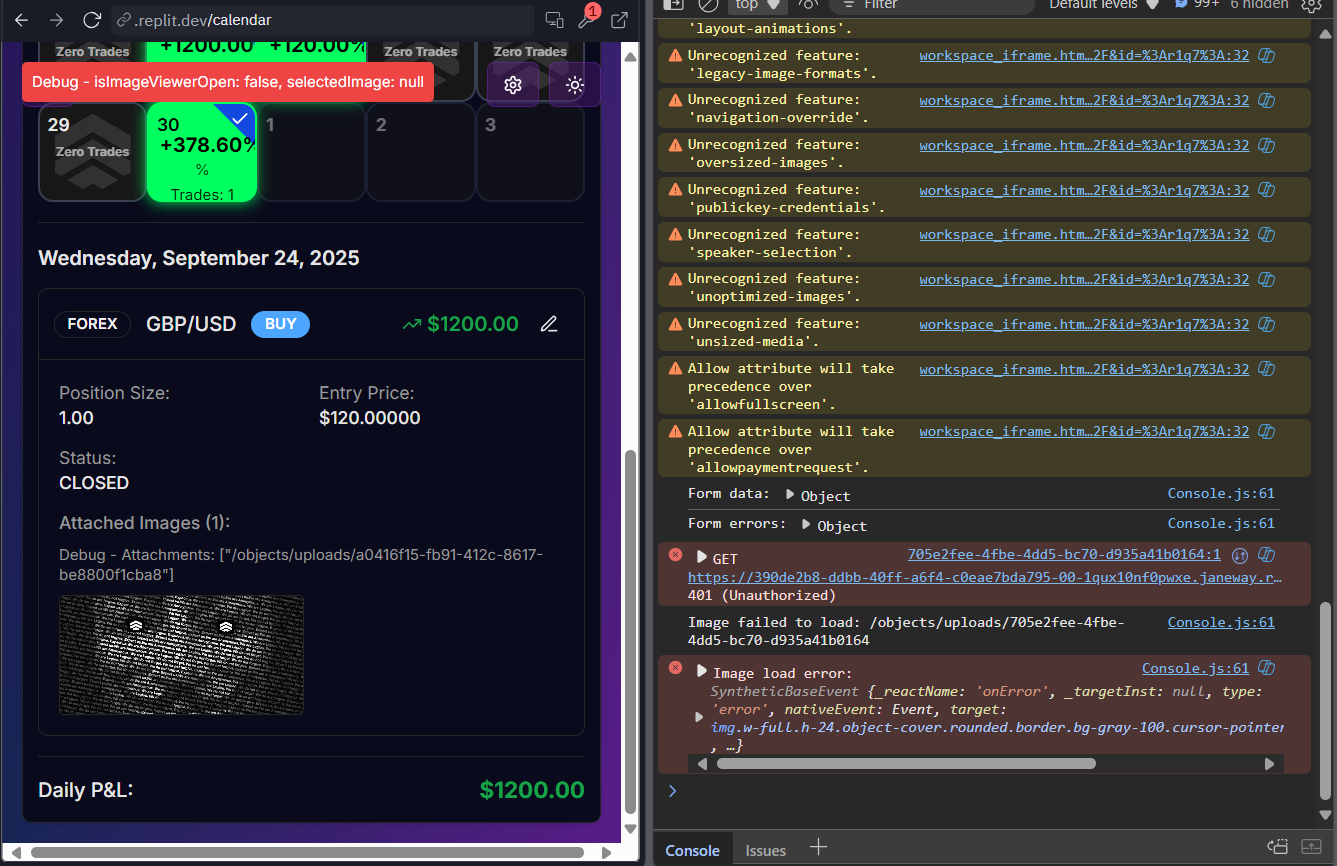 .replit.dev/calendar
1
Zero Trades
+1200.00
+120.00%
Zero Trades
Zero Trades
Debug - isImageViewerOpen: false, selectedImage: null
29
Zero Trades
30
+378.60%
%
Trades: 1
1
2
3
Wednesday, September 24, 2025
FOREX GBP/USD BUY $1200.00
Position Size:
1.00
Entry Price:
$120.00000
Status:
CLOSED
Attached Images (1):
Debug - Attachments: ["/objects/uploads/a0416f15-fb91-412c-8617-
be8800f1cba8"]
Daily P&L: $1200.00
top Filter Default levels 99+ 6 hidden
'layout-animations'.
Unrecognized feature: workspace_iframe.htm…2F&id=%3Ar1q7%3A:32
'legacy-image-formats'.
Unrecognized feature: workspace_iframe.htm…2F&id=%3Ar1q7%3A:32
'navigation-override'.
Unrecognized feature: workspace_iframe.htm…2F&id=%3Ar1q7%3A:32
'oversized-images'.
Unrecognized feature: workspace_iframe.htm…2F&id=%3Ar1q7%3A:32
'publickey-credentials'.
Unrecognized feature: workspace_iframe.htm…2F&id=%3Ar1q7%3A:32
'speaker-selection'.
Unrecognized feature: workspace_iframe.htm…2F&id=%3Ar1q7%3A:32
'unoptimized-images'.
Unrecognized feature: workspace_iframe.htm…2F&id=%3Ar1q7%3A:32
'unsized-media'.
Allow attribute will take workspace_iframe.htm…2F&id=%3Ar1q7%3A:32
precedence over
'allowfullscreen'.
Allow attribute will take workspace_iframe.htm…2F&id=%3Ar1q7%3A:32
precedence over
'allowpaymentrequest'.
Form data: Object Console.js:61
Form errors: Object Console.js:61
GET 705e2fee-4fbe-4dd5-bc70-d935a41b0164:1
https://390de2b8-ddbb-40ff-a6f4-c0eae7bda795-00-1qux10nf0pwxe.janeway.r…
401 (Unauthorized)
Image failed to load: /objects/uploads/705e2fee-4fbe- Console.js:61
4dd5-bc70-d935a41b0164
Image load error: Console.js:61
SyntheticBaseEvent {_reactName: 'onError', _targetInst: null, type:
'error', nativeEvent: Event, target:
img.w-full.h-24.object-cover.rounded.border.bg-gray-100.cursor-pointer
, …}
Console Issues